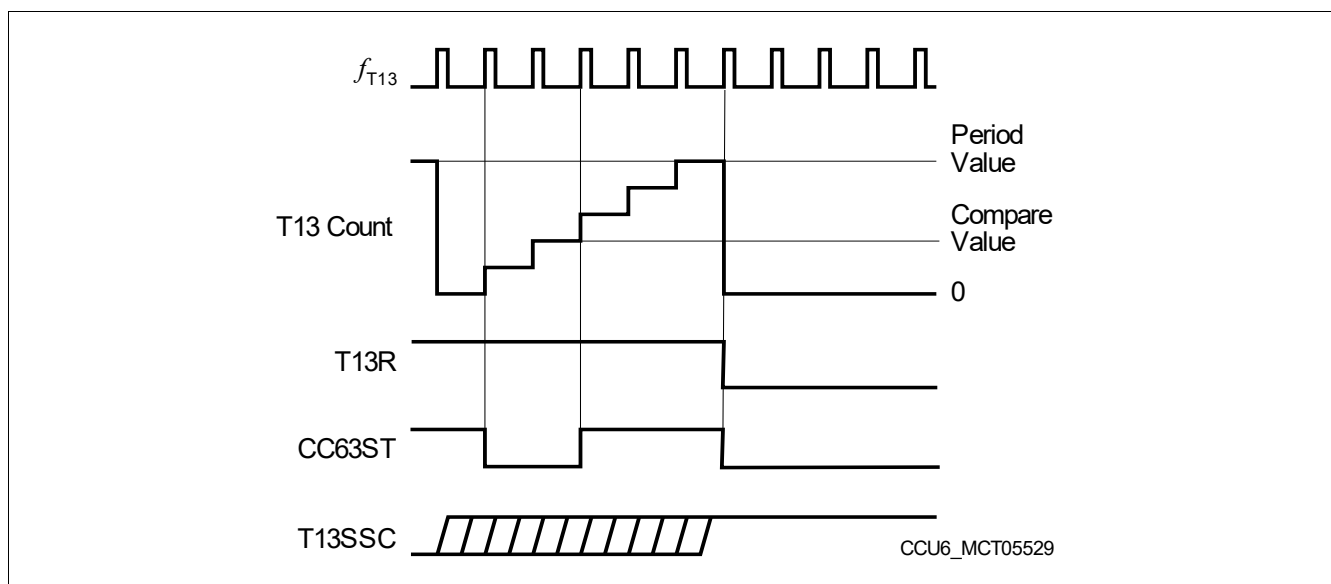 fT13
Period
Value
T13 Count
Compare
Value
0
T13R
CC63ST
T13SSC
CCU6_MCT05529